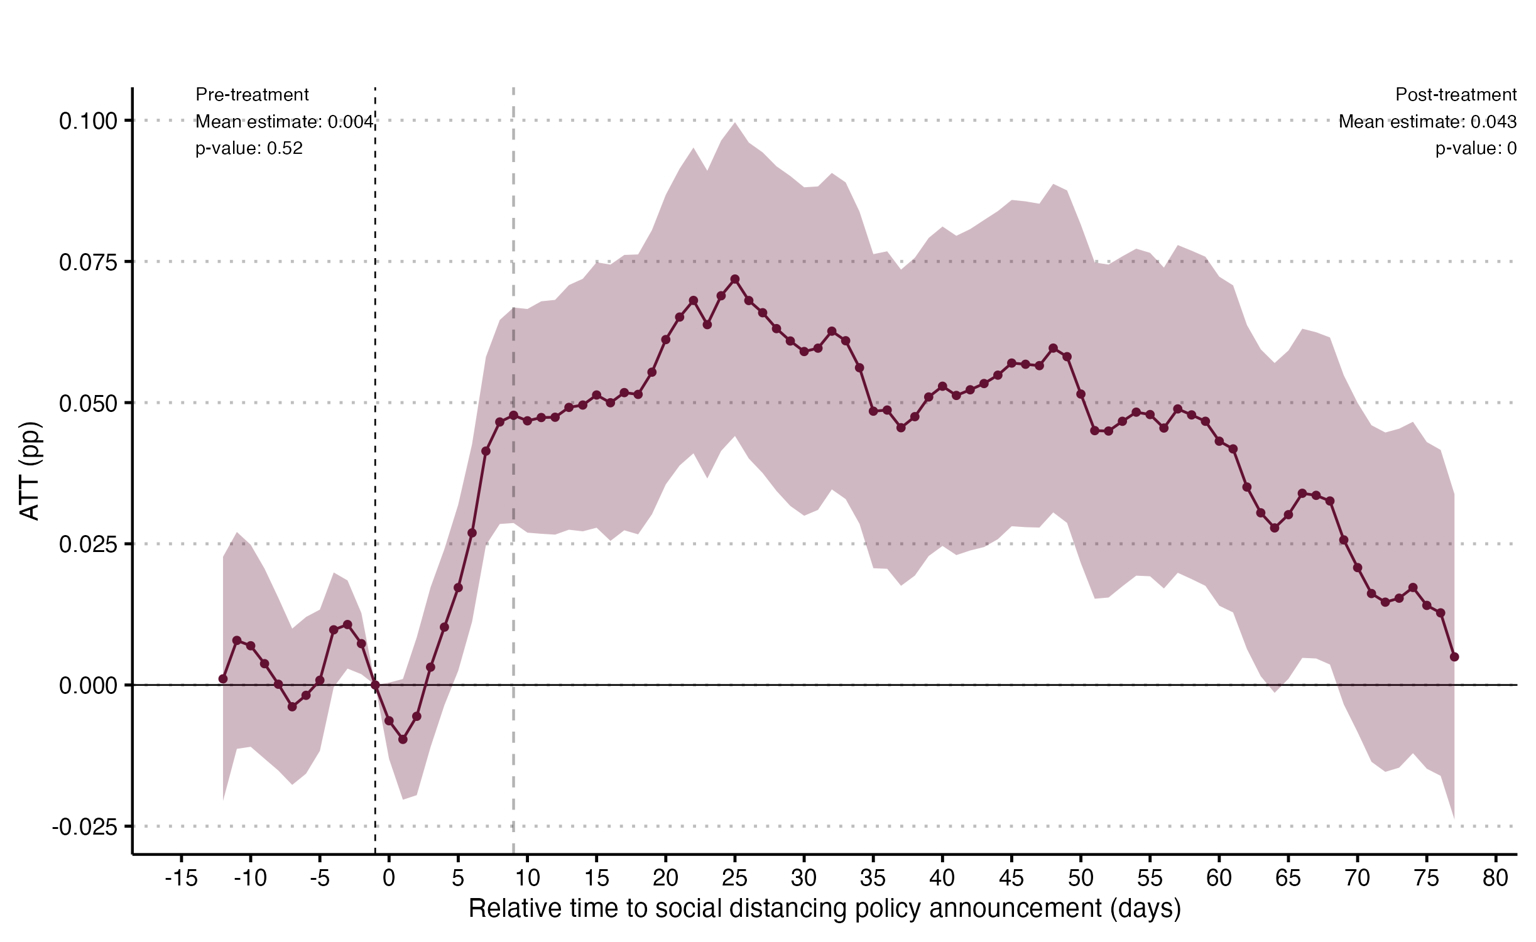 Pre-treatment
Mean estimate: 0.004
p-value: 0.52
Post-treatment
Mean estimate: 0.043
p-value: 0
ATT (pp)
0.100
0.075
0.050
0.025
0.000
-0.025
-15 -10 -5 0 5 10 15 20 25 30 35 40 45 50 55 60 65 70 75 80
Relative time to social distancing policy announcement (days)